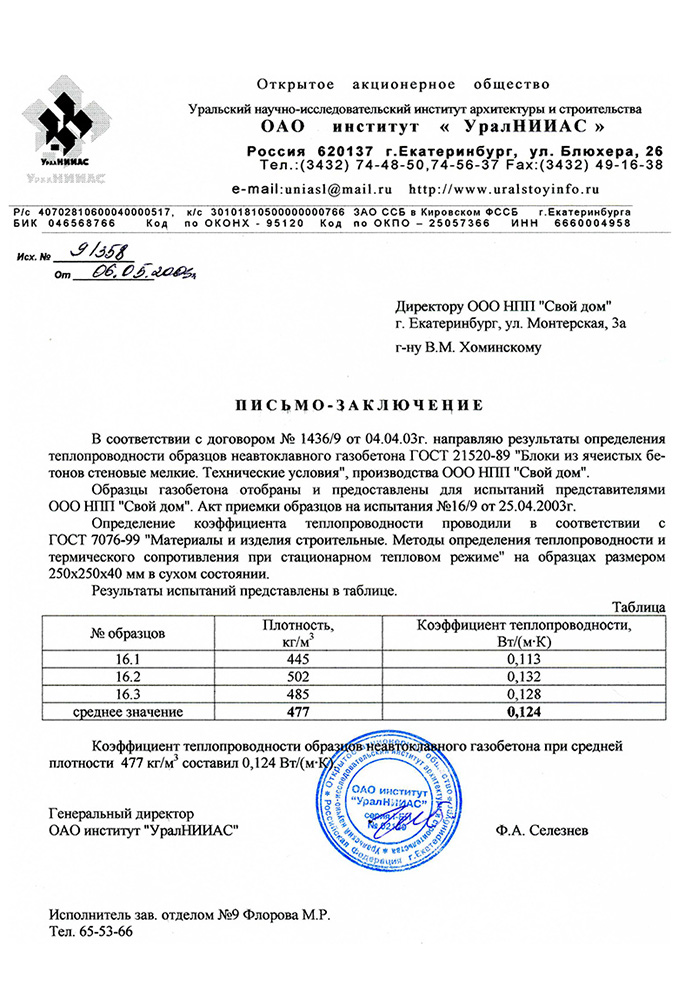 Открытое акционерное общество
Уральский научно-исследовательский институт архитектуры и строительства
ОАО институт « УралНИИАС »
УралНИИАС
УралНИИАС
Россия 620137 г.Екатеринбург, ул. Блюхера, 26
Тел.:(3432) 74-48-50,74-56-37 Fax:(3432) 49-16-38
e-mail:uniasl@mail.ru http://www.uralstoyinfo.ru
Р/с 40702810600040000517, к/с 30101810500000000766 ЗАО ССБ в Кировском ФССБ г.Екатеринбурга
БИК 046568766 Код по ОКОНХ - 95120 Код по ОКПО – 25057366 ИНН 6660004958
Исх. № 9/358
От 06.05.2003г
Директору ООО НПП "Свой дом"
г. Екатеринбург, ул. Монтерская, 3а
г-ну В.М. Хоминскому
ПИСЬМО-ЗАКЛЮЧЕНИЕ
В соответствии с договором № 1436/9 от 04.04.03г. направляю результаты определения
теплопроводности образцов неавтоклавного газобетона ГОСТ 21520-89 "Блоки из ячеистых бе-
тонов стеновые мелкие. Технические условия", производства ООО НПП "Свой дом".
Образцы газобетона отобраны и предоставлены для испытаний представителями
ООО НПП "Свой дом". Акт приемки образцов на испытания №16/9 от 25.04.2003г.
Определение коэффициента теплопроводности проводили в соответствии с
ГОСТ 7076-99 "Материалы и изделия строительные. Методы определения теплопроводности и
термического сопротивления при стационарном тепловом режиме" на образцах размером
250х250х40 мм в сухом состоянии.
Результаты испытаний представлены в таблице.
Таблица
№ образцов Плотность, кг/м³ Коэффициент теплопроводности, Вт/(м·К)
16.1 445 0,113
16.2 502 0,132
16.3 485 0,128
среднее значение 477 0,124
Коэффициент теплопроводности образцов неавтоклавного газобетона при средней
плотности 477 кг/м³ составил 0,124 Вт/(м·К).
Генеральный директор
ОАО институт "УралНИИАС"
Ф.А. Селезнев
ОАО институт
"УралНИИАС"
Российская Федерация г.Екатеринбург
Исполнитель зав. отделом №9 Флорова М.Р.
Тел. 65-53-66